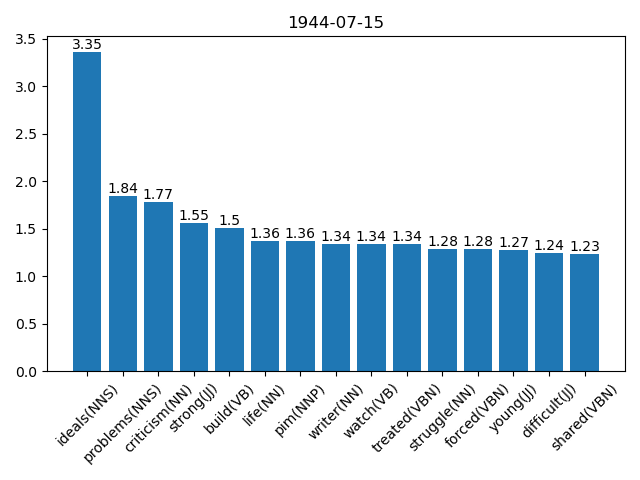 1944-07-15
3.5
3.0
2.5
2.0
1.5
1.0
0.5
0.0
3.35
1.84
1.77
1.55
1.5
1.36
1.36
1.34
1.34
1.34
1.28
1.28
1.27
1.24
1.23
ideals(NNS)
problems(NNS)
criticism(NN)
strong(JJ)
build(VB)
life(NN)
pim(NNP)
writer(NN)
watch(VB)
treated(VBN)
struggle(NN)
forced(VBN)
young(JJ)
difficult(JJ)
shared(VBN)